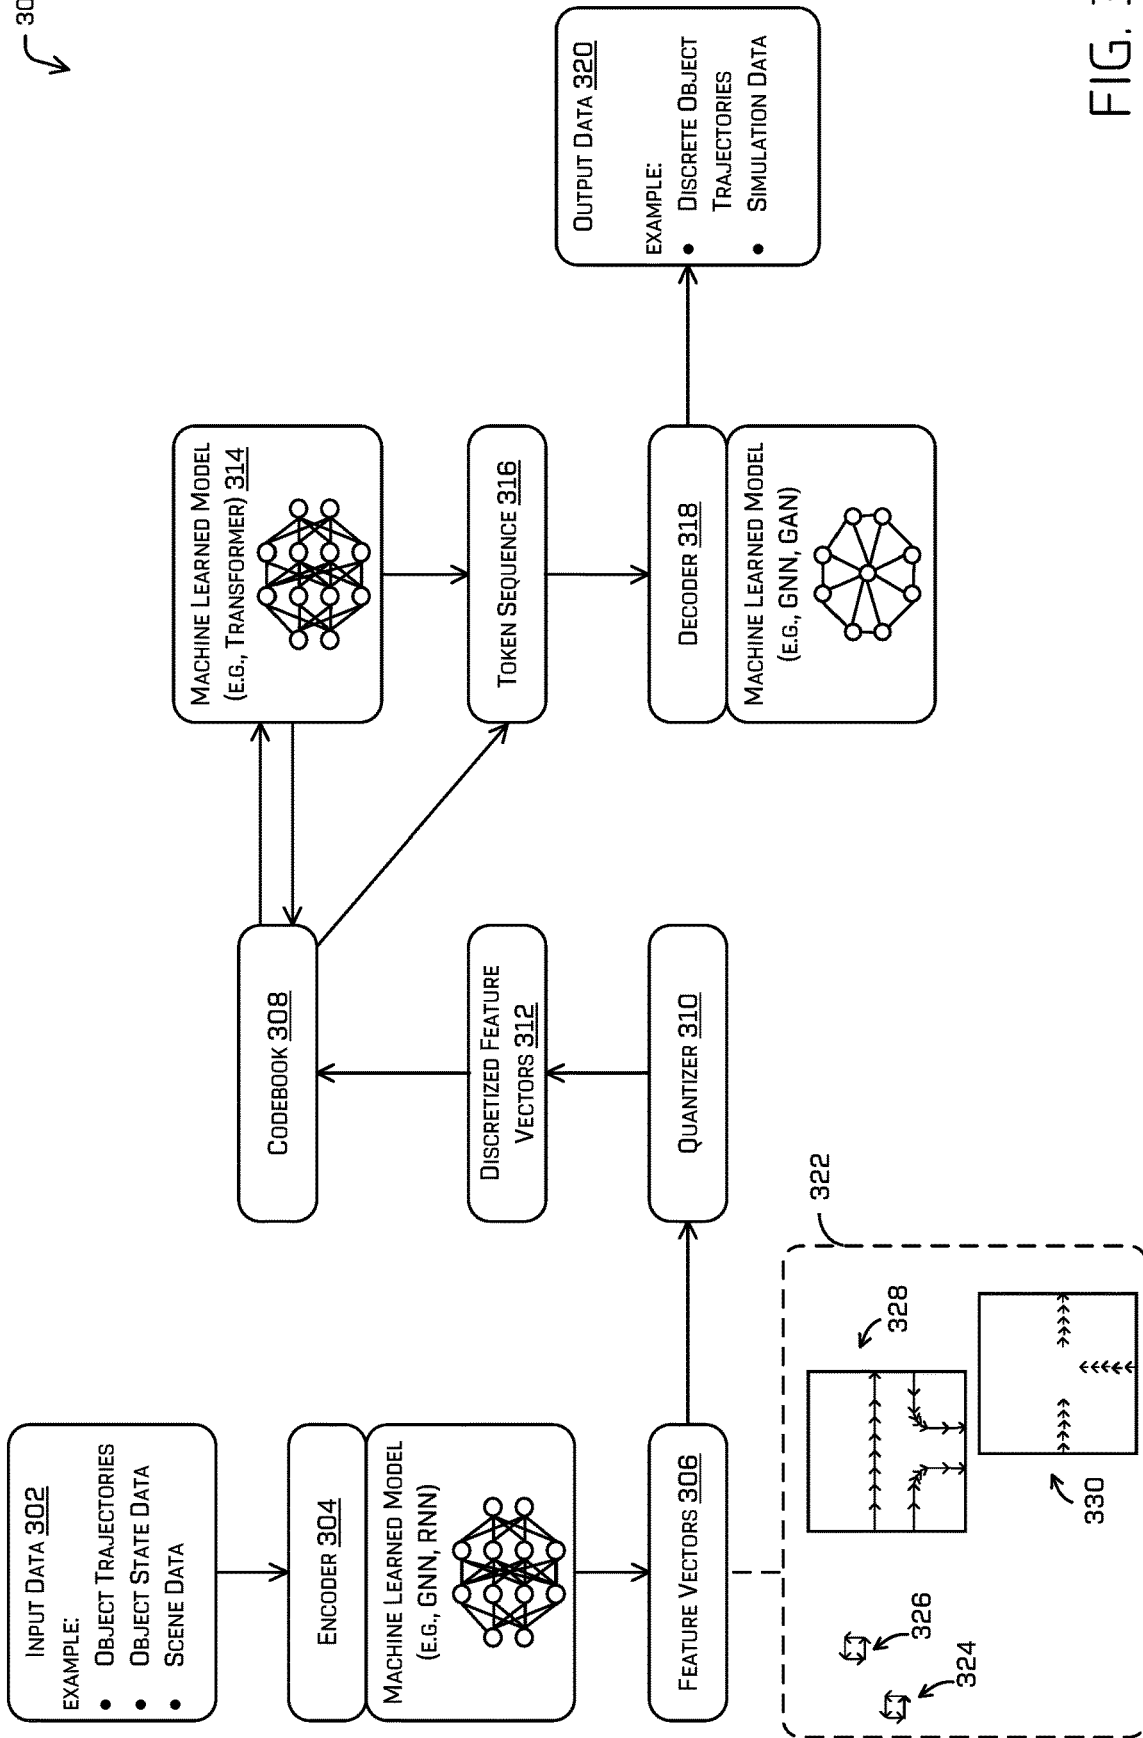 INPUT DATA 302
EXAMPLE:
• OBJECT TRAJECTORIES
• OBJECT STATE DATA
• SCENE DATA
ENCODER 304
MACHINE LEARNED MODEL
(E.G., GNN, RNN)
FEATURE VECTORS 306
324
326
328
330
322
CODEBOOK 308
DISCRETIZED FEATURE
VECTORS 312
QUANTIZER 310
MACHINE LEARNED MODEL
(E.G., TRANSFORMER) 314
TOKEN SEQUENCE 316
DECODER 318
MACHINE LEARNED MODEL
(E.G., GNN, GAN)
OUTPUT DATA 320
EXAMPLE:
• DISCRETE OBJECT
TRAJECTORIES
• SIMULATION DATA
FIG.